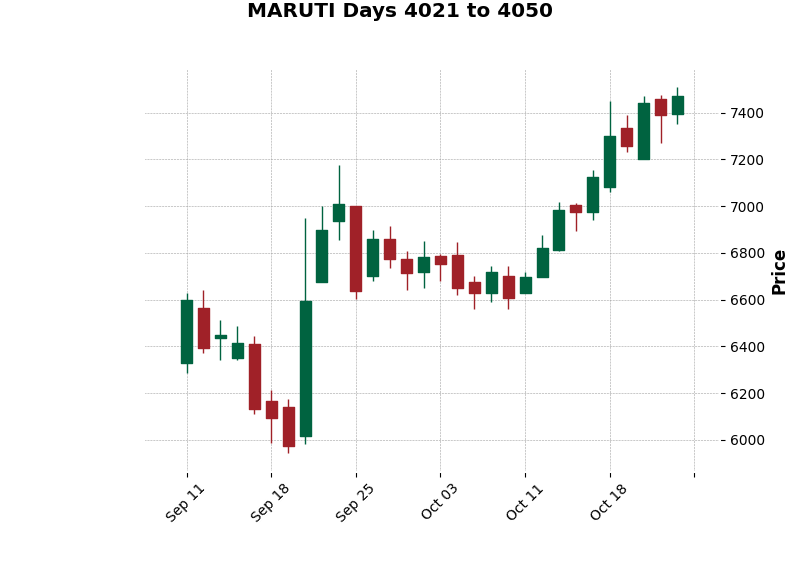 MARUTI Days 4021 to 4050
7400
7200
7000
6800
6600
6400
6200
6000
Price
Sep 11
Sep 18
Sep 25
Oct 03
Oct 11
Oct 18